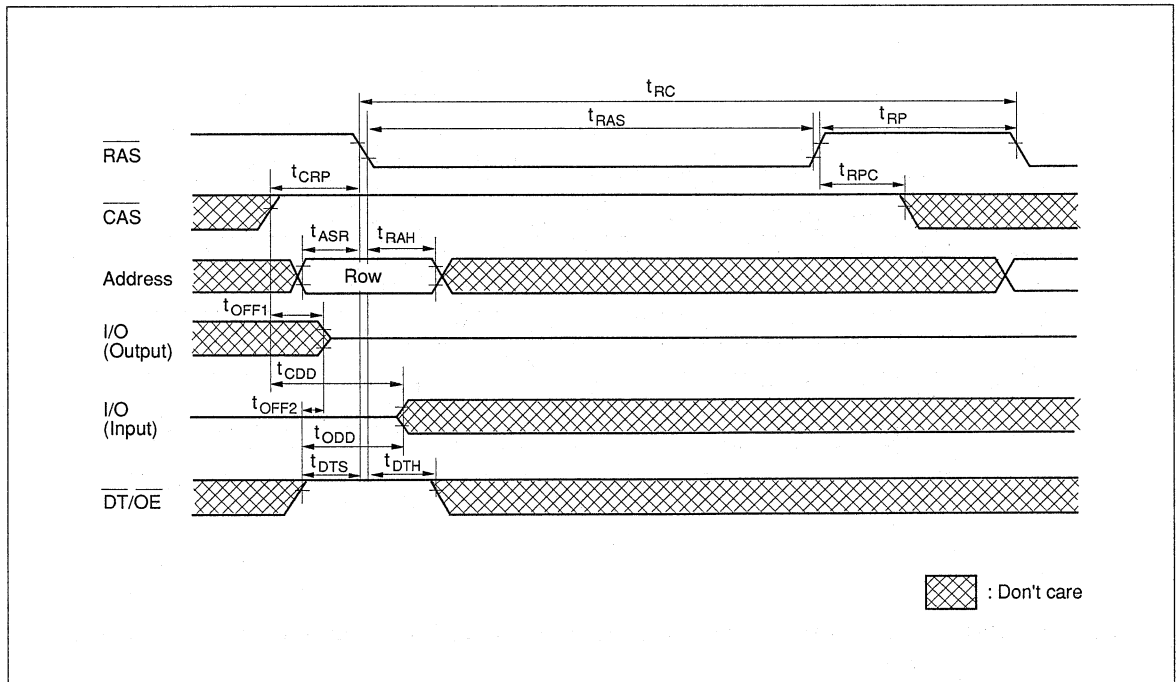 tRC
tRAS
tRP
RAS
tCRP
tRPC
CAS
tASR
tRAH
Address
Row
tOFF1
I/O
(Output)
tCDD
tOFF2
I/O
(Input)
tODD
tDTS
tDTH
DT/OE
: Don't care